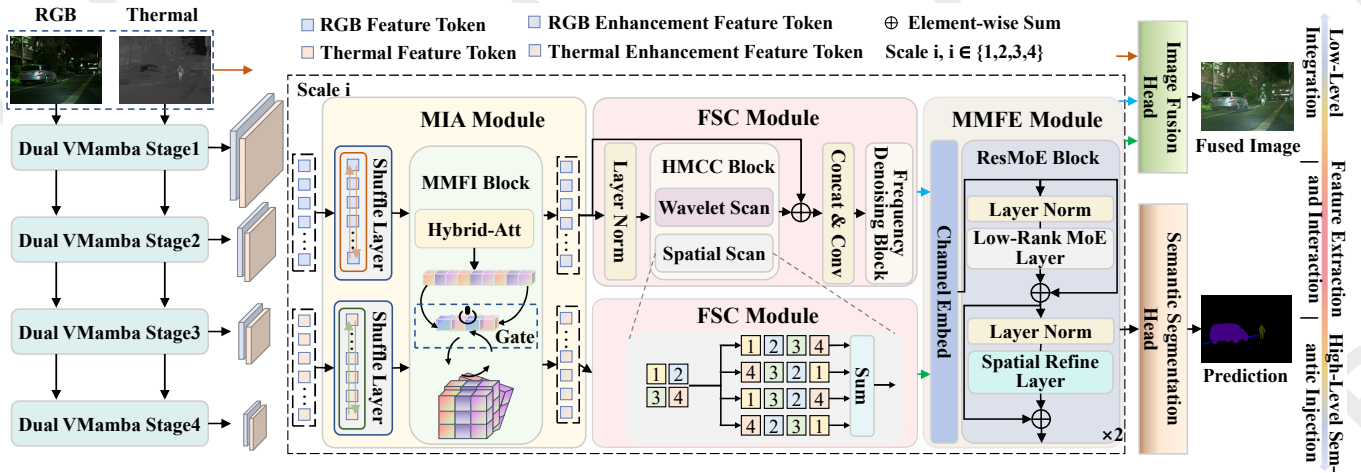 RGB
Thermal
RGB Feature Token
RGB Enhancement Feature Token
Element-wise Sum
Thermal Feature Token
Thermal Enhancement Feature Token
Scale i, i ∈ {1,2,3,4}
Dual VMamba Stage1
Dual VMamba Stage2
Dual VMamba Stage3
Dual VMamba Stage4
Scale i
MIA Module
Shuffle Layer
Shuffle Layer
MMFI Block
Hybrid-Att
Gate
FSC Module
Layer Norm
HMCC Block
Wavelet Scan
Spatial Scan
Concat & Conv
Frequency
Denoising Block
FSC Module
1 2
3 4
1 2 3 4
4 3 2 1
1 3 2 4
4 2 3 1
Sum
MMFE Module
Channel Embed
ResMoE Block
Layer Norm
Low-Rank MoE
Layer
Layer Norm
Spatial Refine
Layer
×2
Image Fusion
Head
Semantic Segmentation
Head
Fused Image
Prediction
Low-Level
Integration
Feature Extraction
and Interaction
High-Level Sem-
antic Injection